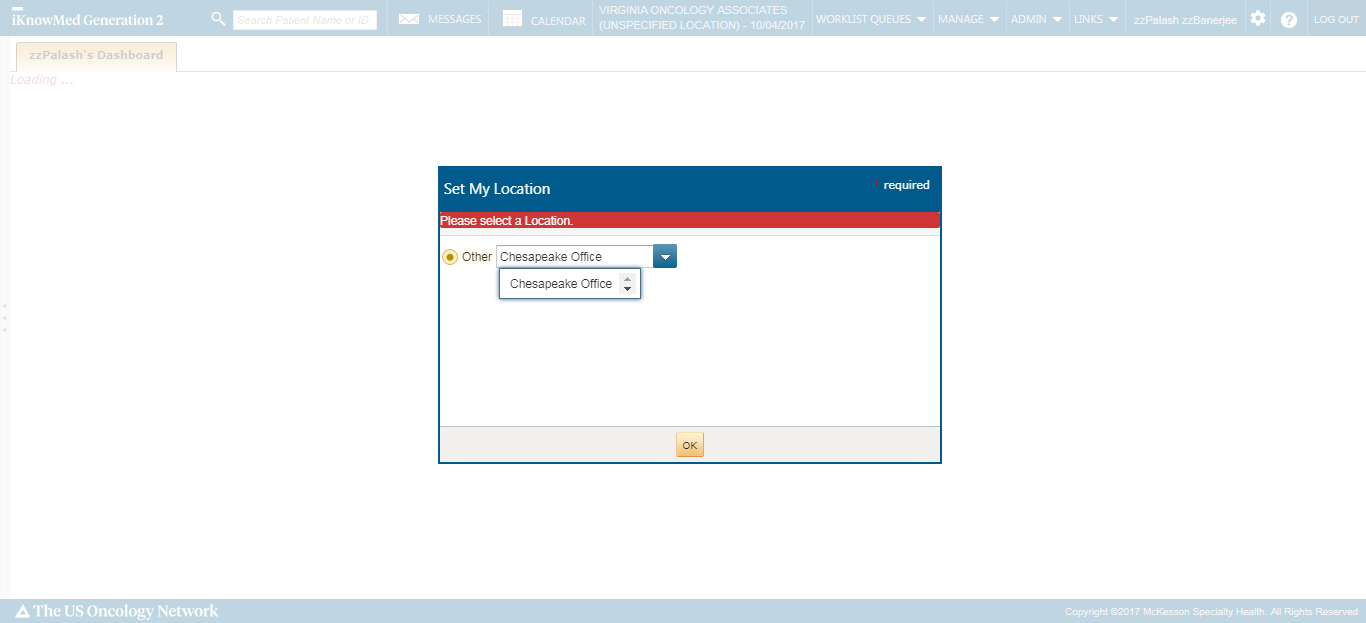 iKnowMed Generation 2
Search Patient Name or ID
MESSAGES
CALENDAR
VIRGINIA ONCOLOGY ASSOCIATES
(UNSPECIFIED LOCATION) - 10/04/2017
WORKLIST QUEUES
MANAGE
ADMIN
LINKS
zzPalash zzBanerjee
LOG OUT
zzPalash's Dashboard
Loading ...
Set My Location
* required
Please select a Location.
Other
Chesapeake Office
Chesapeake Office
OK
The US Oncology Network
Copyright ©2017 McKesson Specialty Health. All Rights Reserved